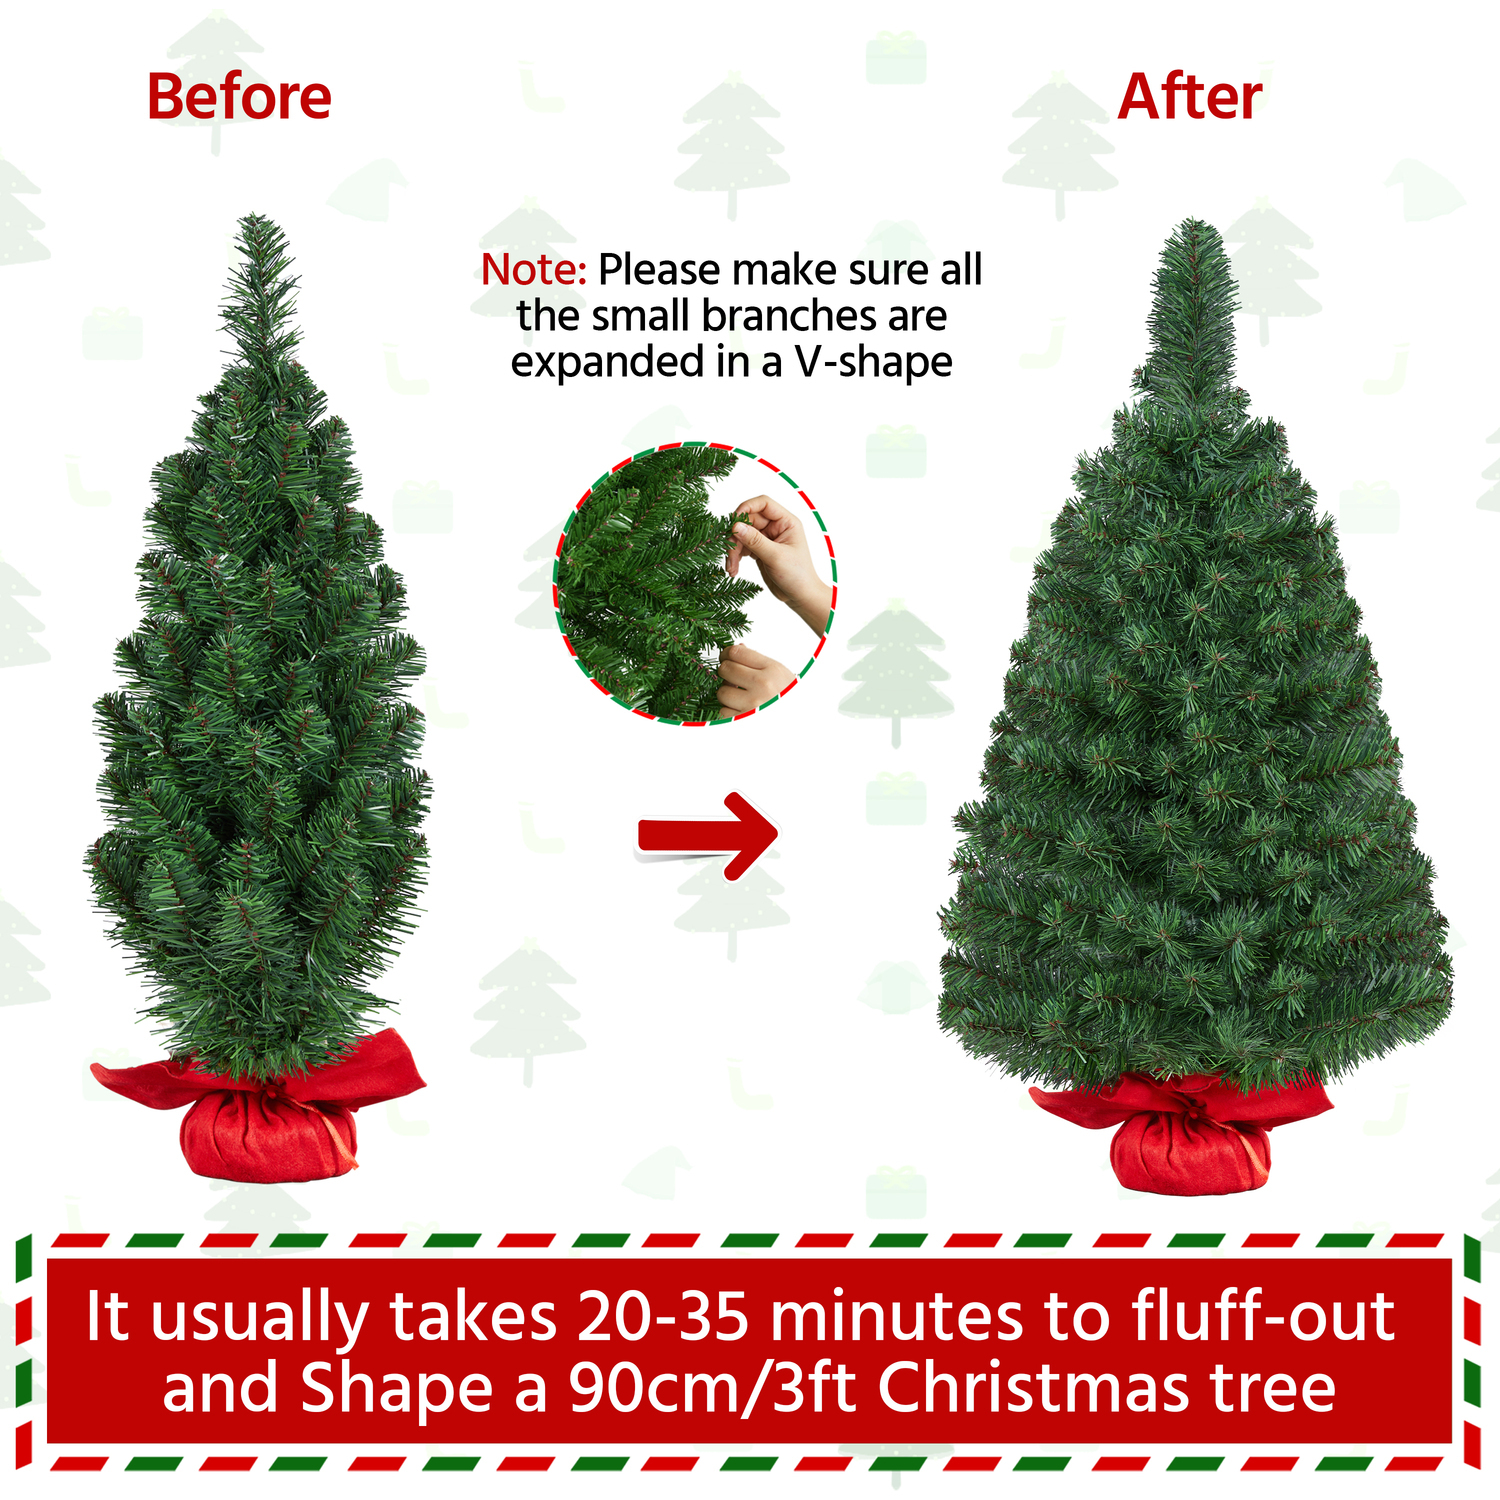 Before
After
Note: Please make sure all
the small branches are
expanded in a V-shape
It usually takes 20-35 minutes to fluff-out
and Shape a 90cm/3ft Christmas tree